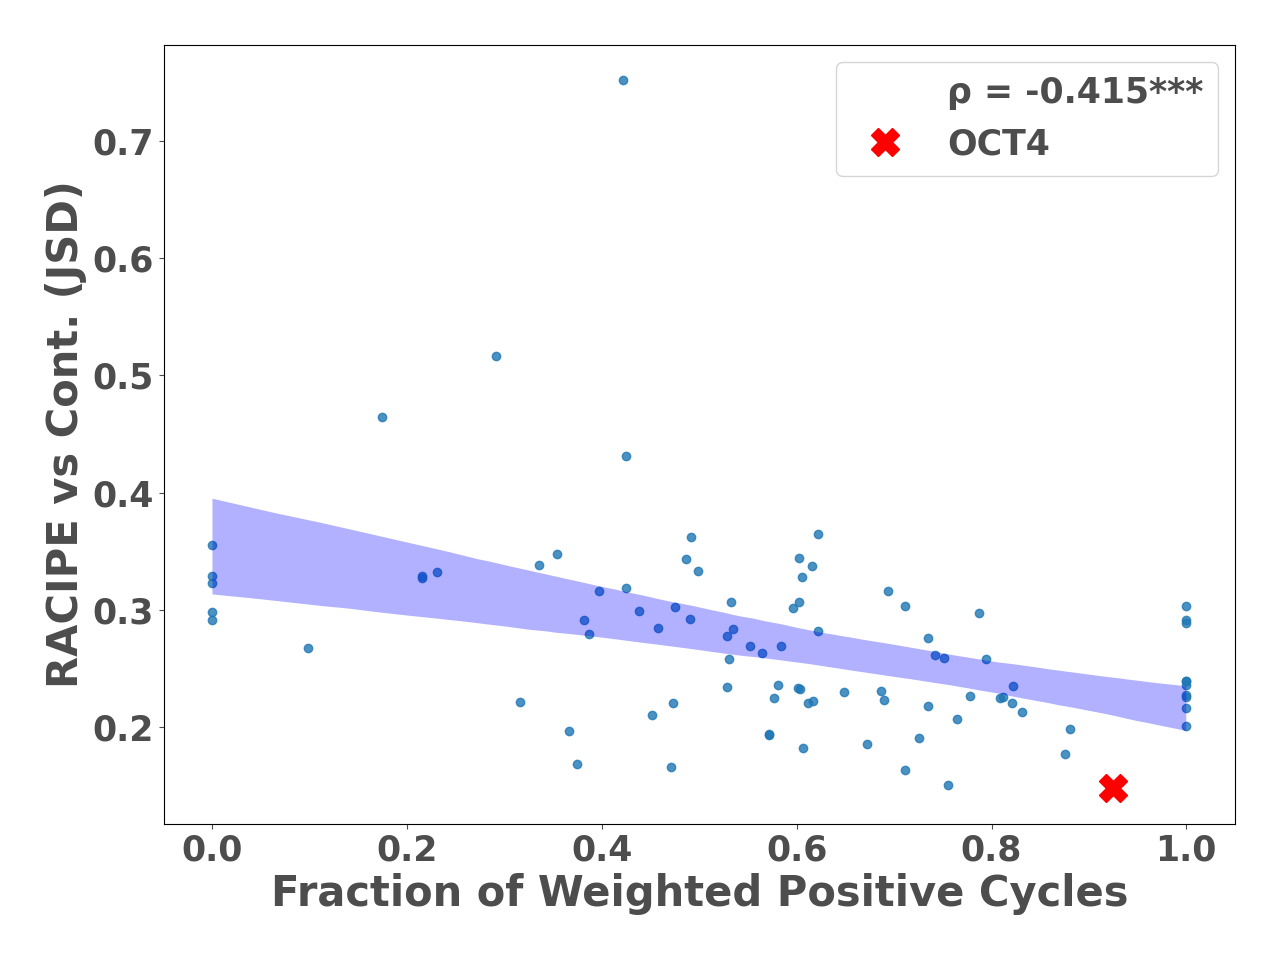 ρ = -0.415***
OCT4
RACIPE vs Cont. (JSD)
0.7
0.6
0.5
0.4
0.3
0.2
0.0 0.2 0.4 0.6 0.8 1.0
Fraction of Weighted Positive Cycles